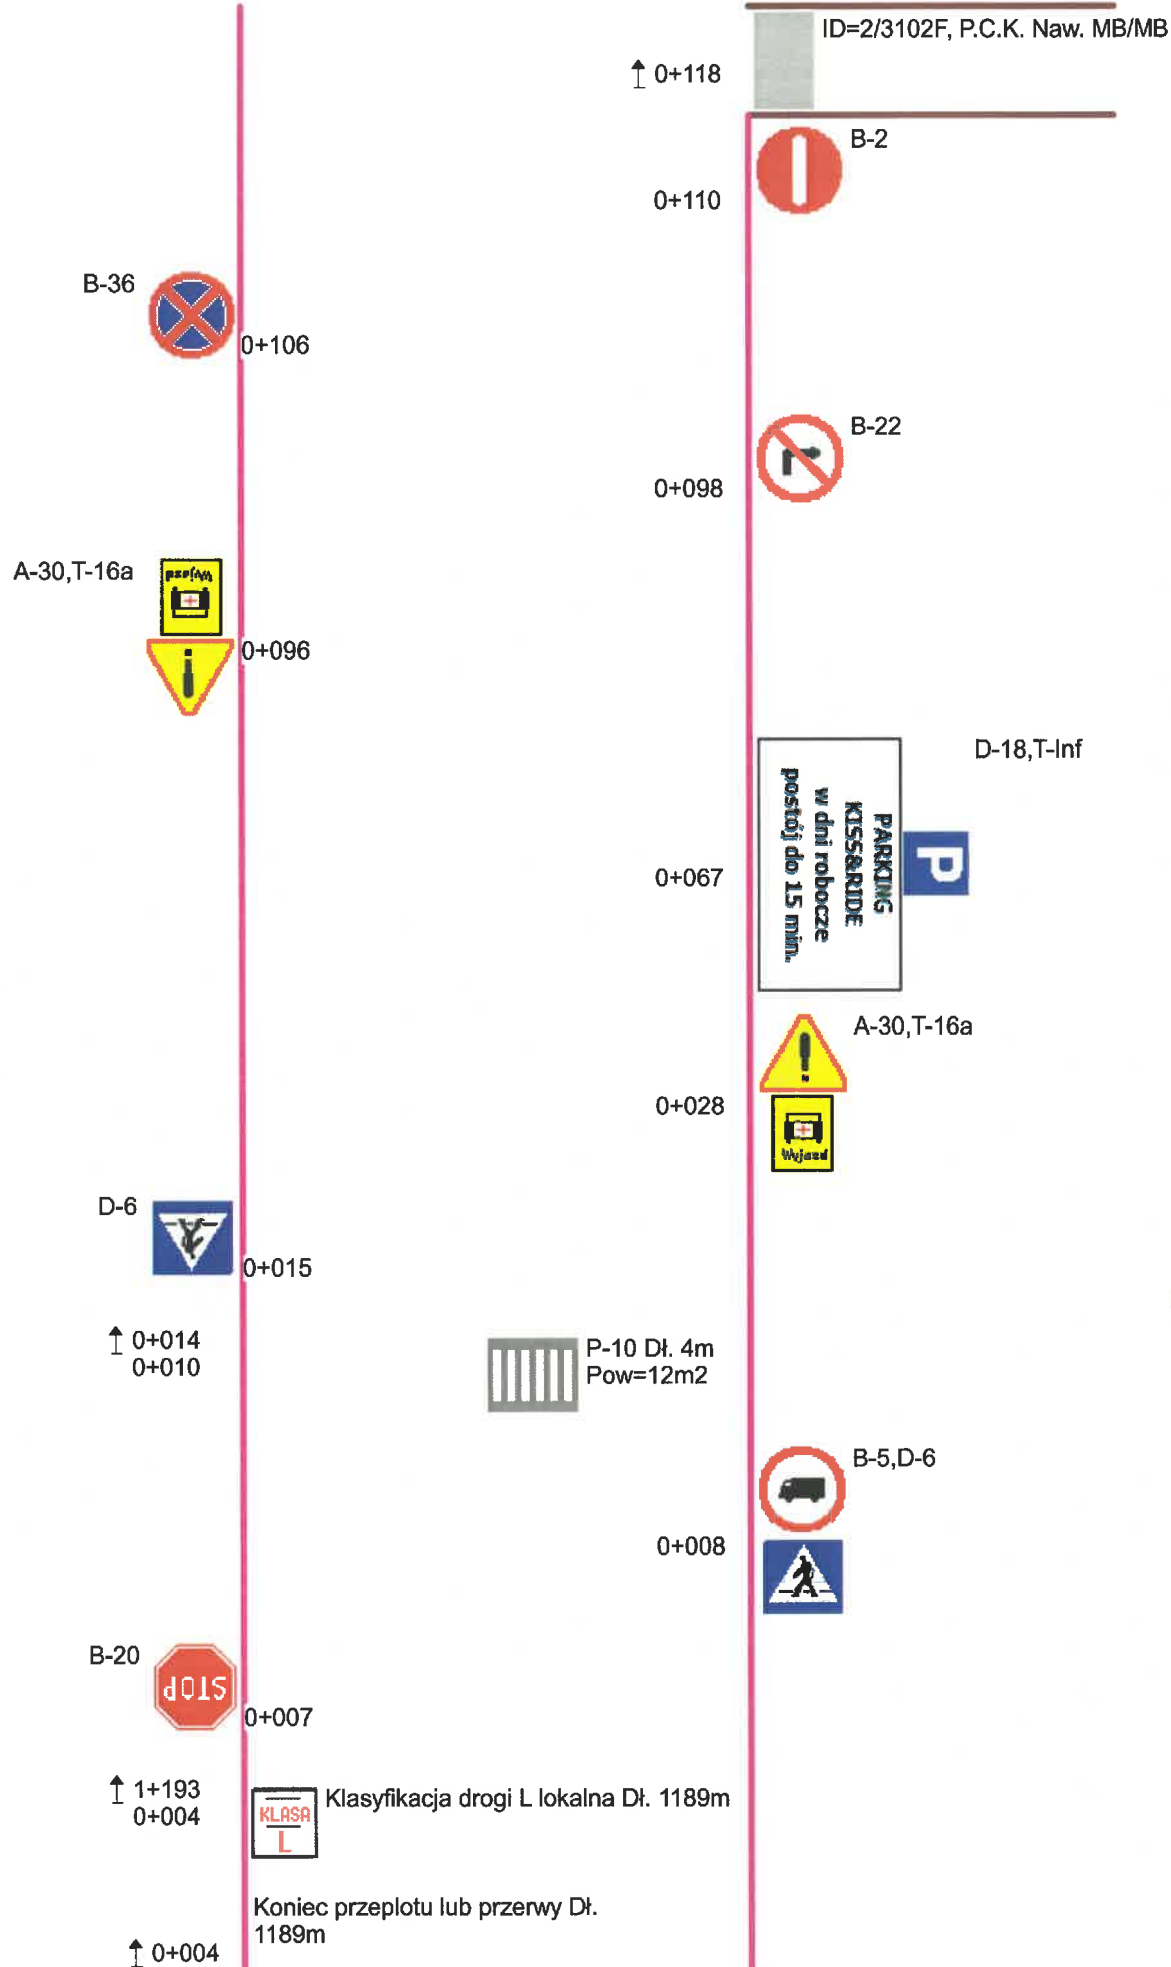 ID=2/3102F, P.C.K. Naw. MB/MB
0+118
B-2
0+110
B-36
0+106
B-22
0+098
A-30,T-16a
Wyjazd
0+096
D-18,T-Inf
PARKING
KISS&RIDE
w dni robocze
postój do 15 min.
P
0+067
A-30,T-16a
0+028
Wyjazd
D-6
0+015
0+014
0+010
P-10 Dł. 4m
Pow=12m2
B-5,D-6
0+008
B-20
STOP
0+007
1+193
0+004
KLASA
L
Klasyfikacja drogi L lokalna Dł. 1189m
Koniec przeplotu lub przerwy Dł.
1189m
0+004